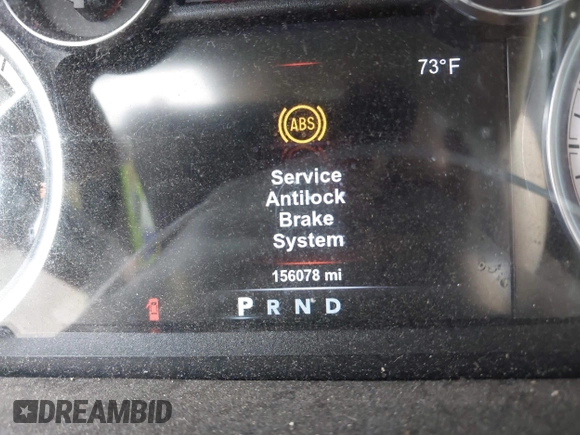 73°F
ABS
Service
Antilock
Brake
System
156078 mi
P R N D
DREAMBID